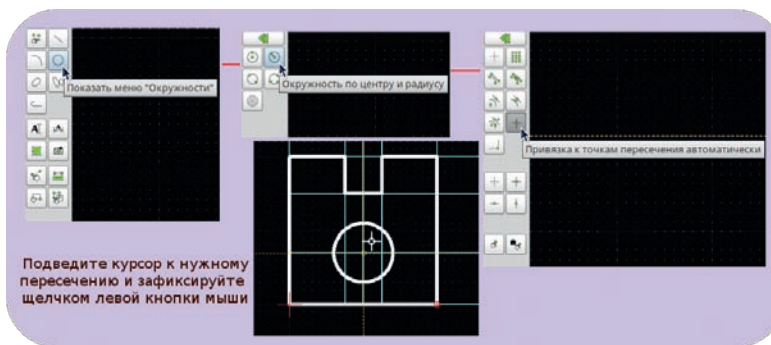 Показать меню "Окружности"
Окружность по центру и радиусу
Привязка к точкам пересечения автоматически
Подведите курсор к нужному
пересечению и зафиксируйте
щелчком левой кнопки мыши